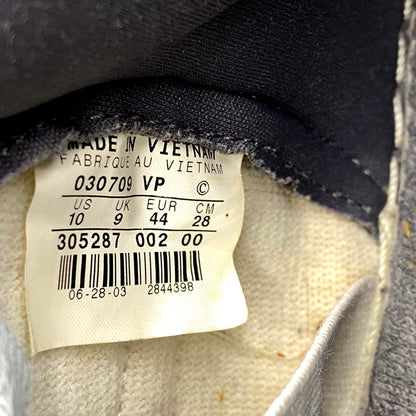 MADE IN VIETNAM
FABRIQUE AU VIETNAM
030709 VP ©
US UK EUR CM
10 9 44 28
305287 002 00
06-28-03 2844398